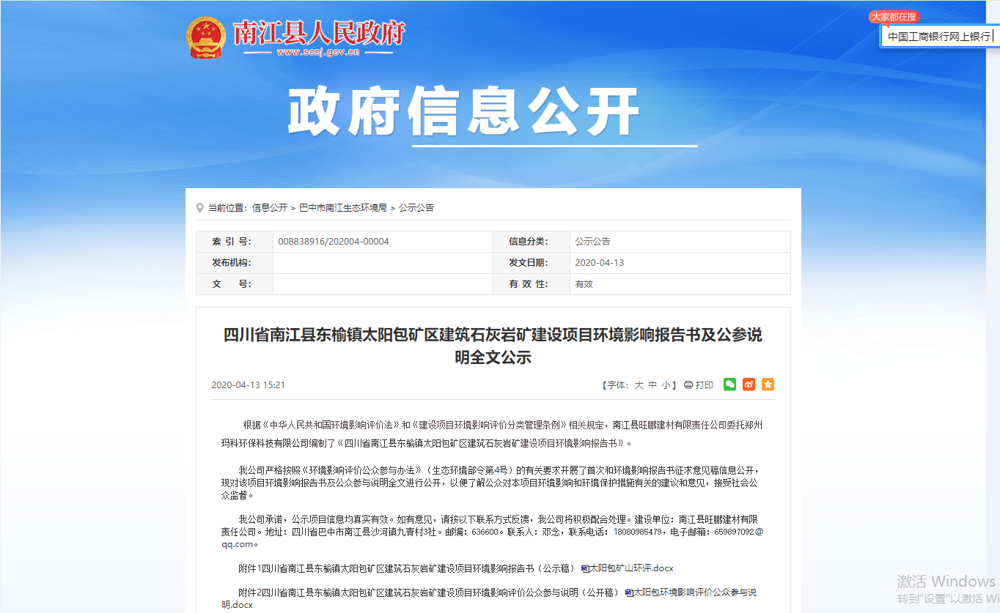 大家都在搜
中国工商银行网上银行
南江县人民政府
www.scnj.gov.cn
政府信息公开
当前位置：信息公开 > 巴中市南江生态环境局 > 公示公告
索 引 号： 008838916/202004-00004 信息分类： 公示公告
发布机构： 发文日期： 2020-04-13
文 号： 有 效 性： 有效
四川省南江县东榆镇太阳包矿区建筑石灰岩矿建设项目环境影响报告书及公参说
明全文公示
2020-04-13 15:21 【字体：大 中 小】 打印
根据《中华人民共和国环境影响评价法》和《建设项目环境影响评价分类管理条例》相关规定，南江县旺鹏建材有限责任公司委托郑州
玛科环保科技有限公司编制了《四川省南江县东榆镇太阳包矿区建筑石灰岩矿建设项目环境影响报告书》。
我公司严格按照《环境影响评价公众参与办法》（生态环境部令第4号）的有关要求开展了首次和环境影响报告书征求意见稿信息公开，
现对该项目环境影响报告书及公众参与说明全文进行公开，以便了解公众对本项目环境影响和环境保护措施有关的建议和意见，接受社会公
众监督。
我公司承诺，公示项目信息均真实有效。如有意见，请按以下联系方式反馈，我公司将积极配合处理。建设单位：南江县旺鹏建材有限
责任公司。地址：四川省巴中市南江县沙河镇九青村3社。邮编：636600。联系人：邓念，联系电话：18080985479，电子邮箱：659897092@
qq.com。
附件1四川省南江县东榆镇太阳包矿区建筑石灰岩矿建设项目环境影响报告书（公示稿） 太阳包矿山环评.docx
附件2四川省南江县东榆镇太阳包矿区建筑石灰岩矿建设项目环境影响评价公众参与说明（公开稿） 太阳包环境影响评价公众参与说
明.docx
激活 Windows
转到"设置"以激活 Wi